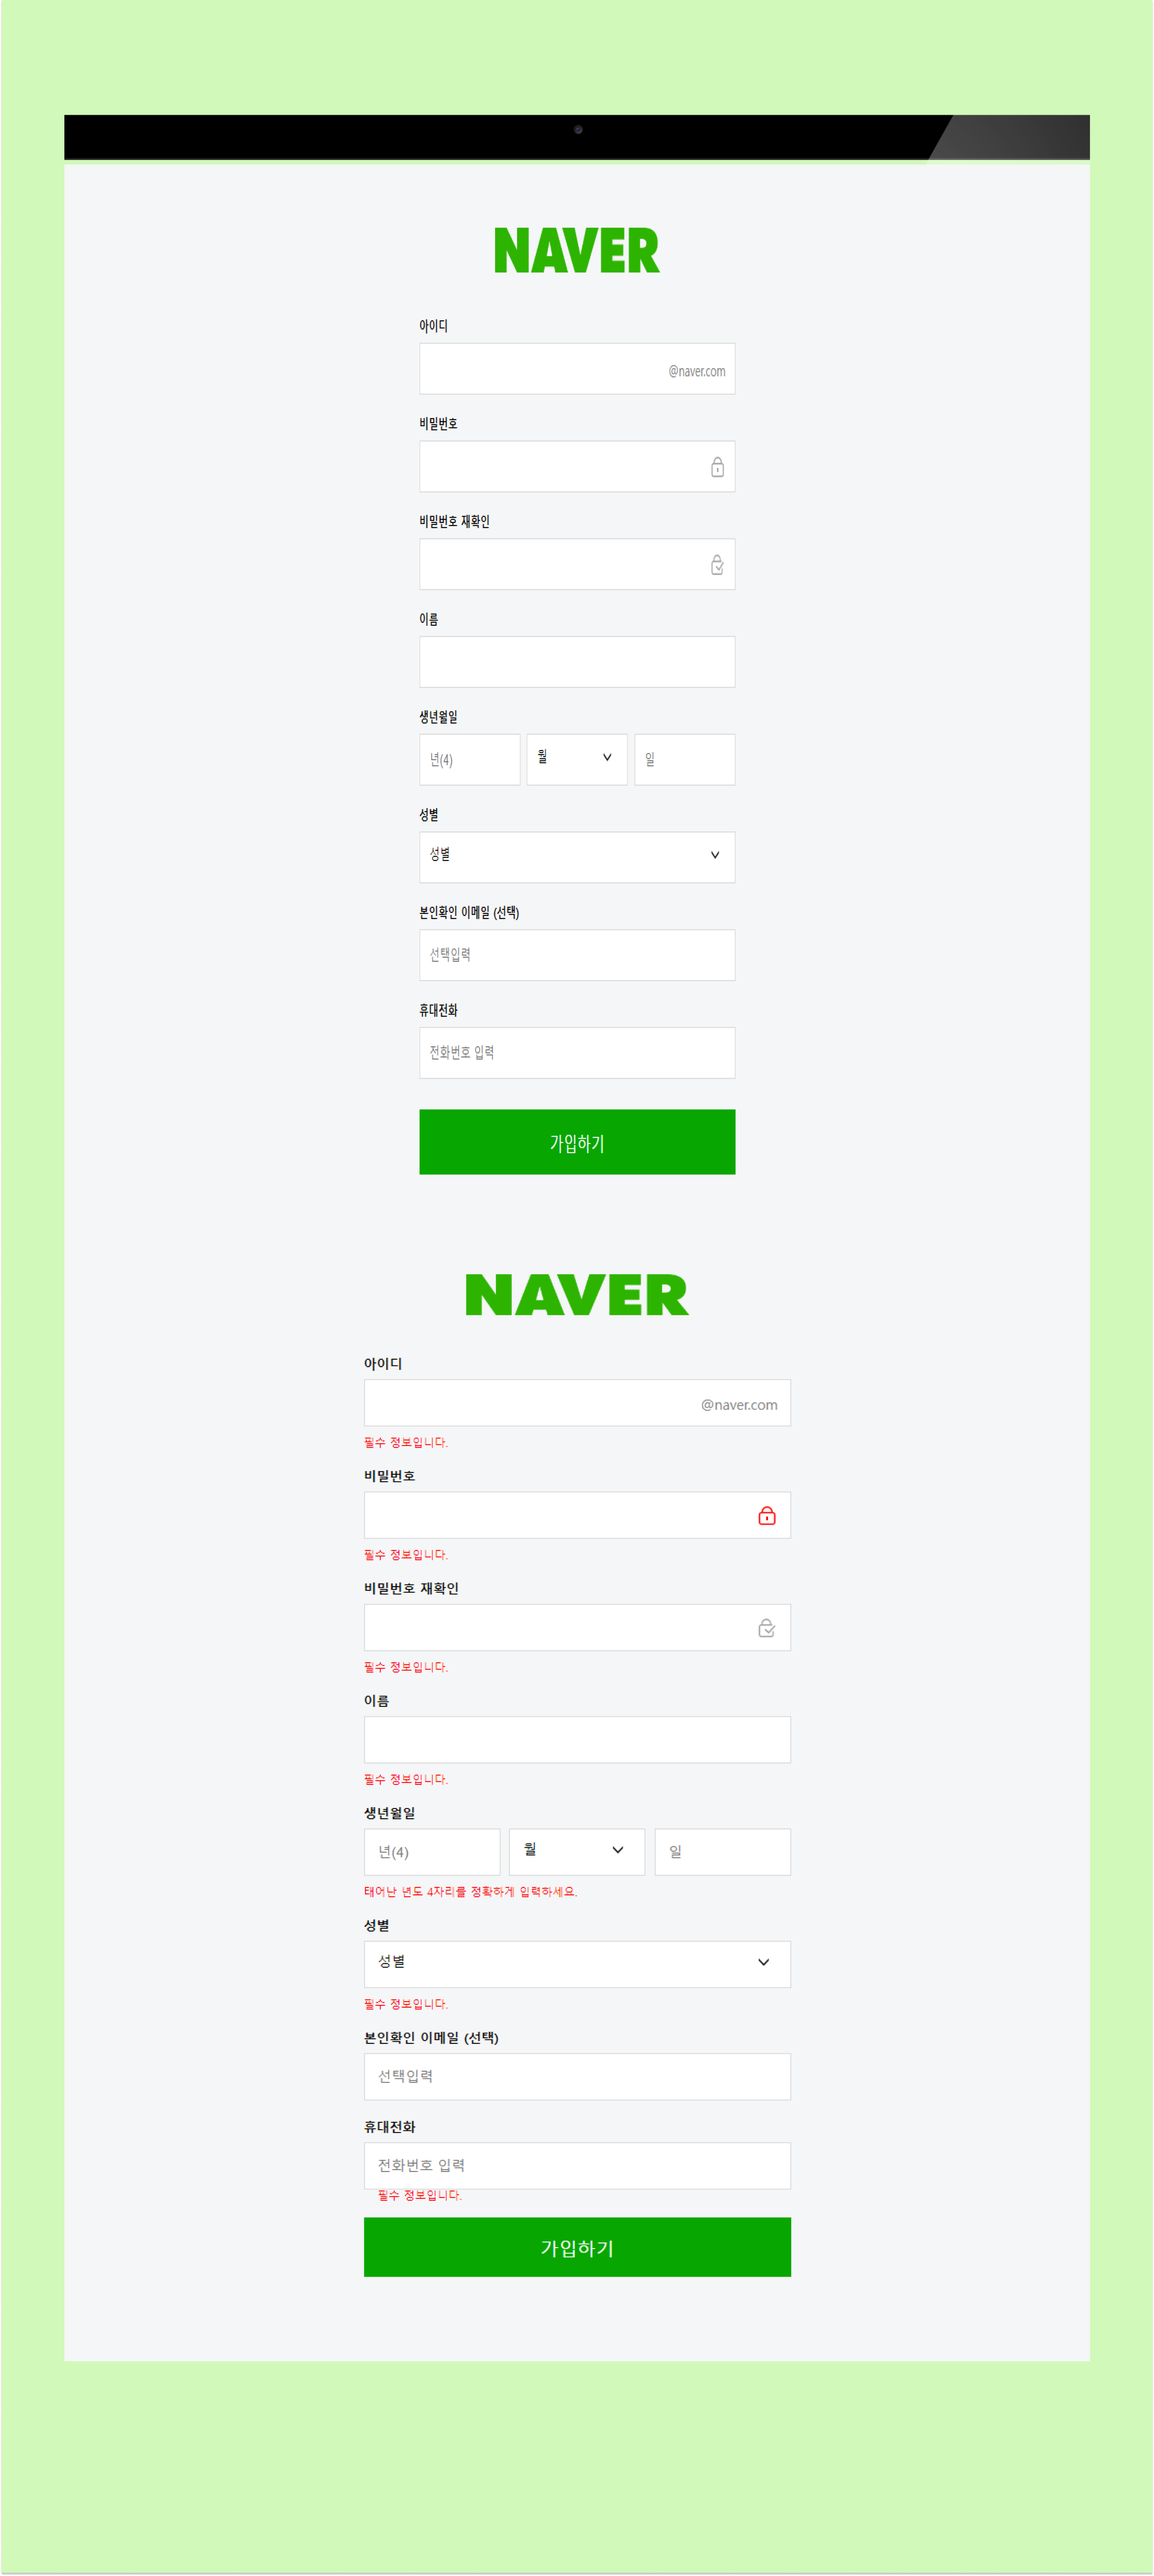 NAVER
아이디
@naver.com
비밀번호
비밀번호 재확인
이름
생년월일
년(4) 월 일
성별
성별
본인확인 이메일 (선택)
선택입력
휴대전화
전화번호 입력
가입하기
NAVER
아이디
@naver.com
필수 정보입니다.
비밀번호
필수 정보입니다.
비밀번호 재확인
필수 정보입니다.
이름
필수 정보입니다.
생년월일
년(4) 월 일
태어난 년도 4자리를 정확하게 입력하세요.
성별
성별
필수 정보입니다.
본인확인 이메일 (선택)
선택입력
휴대전화
전화번호 입력
필수 정보입니다.
가입하기